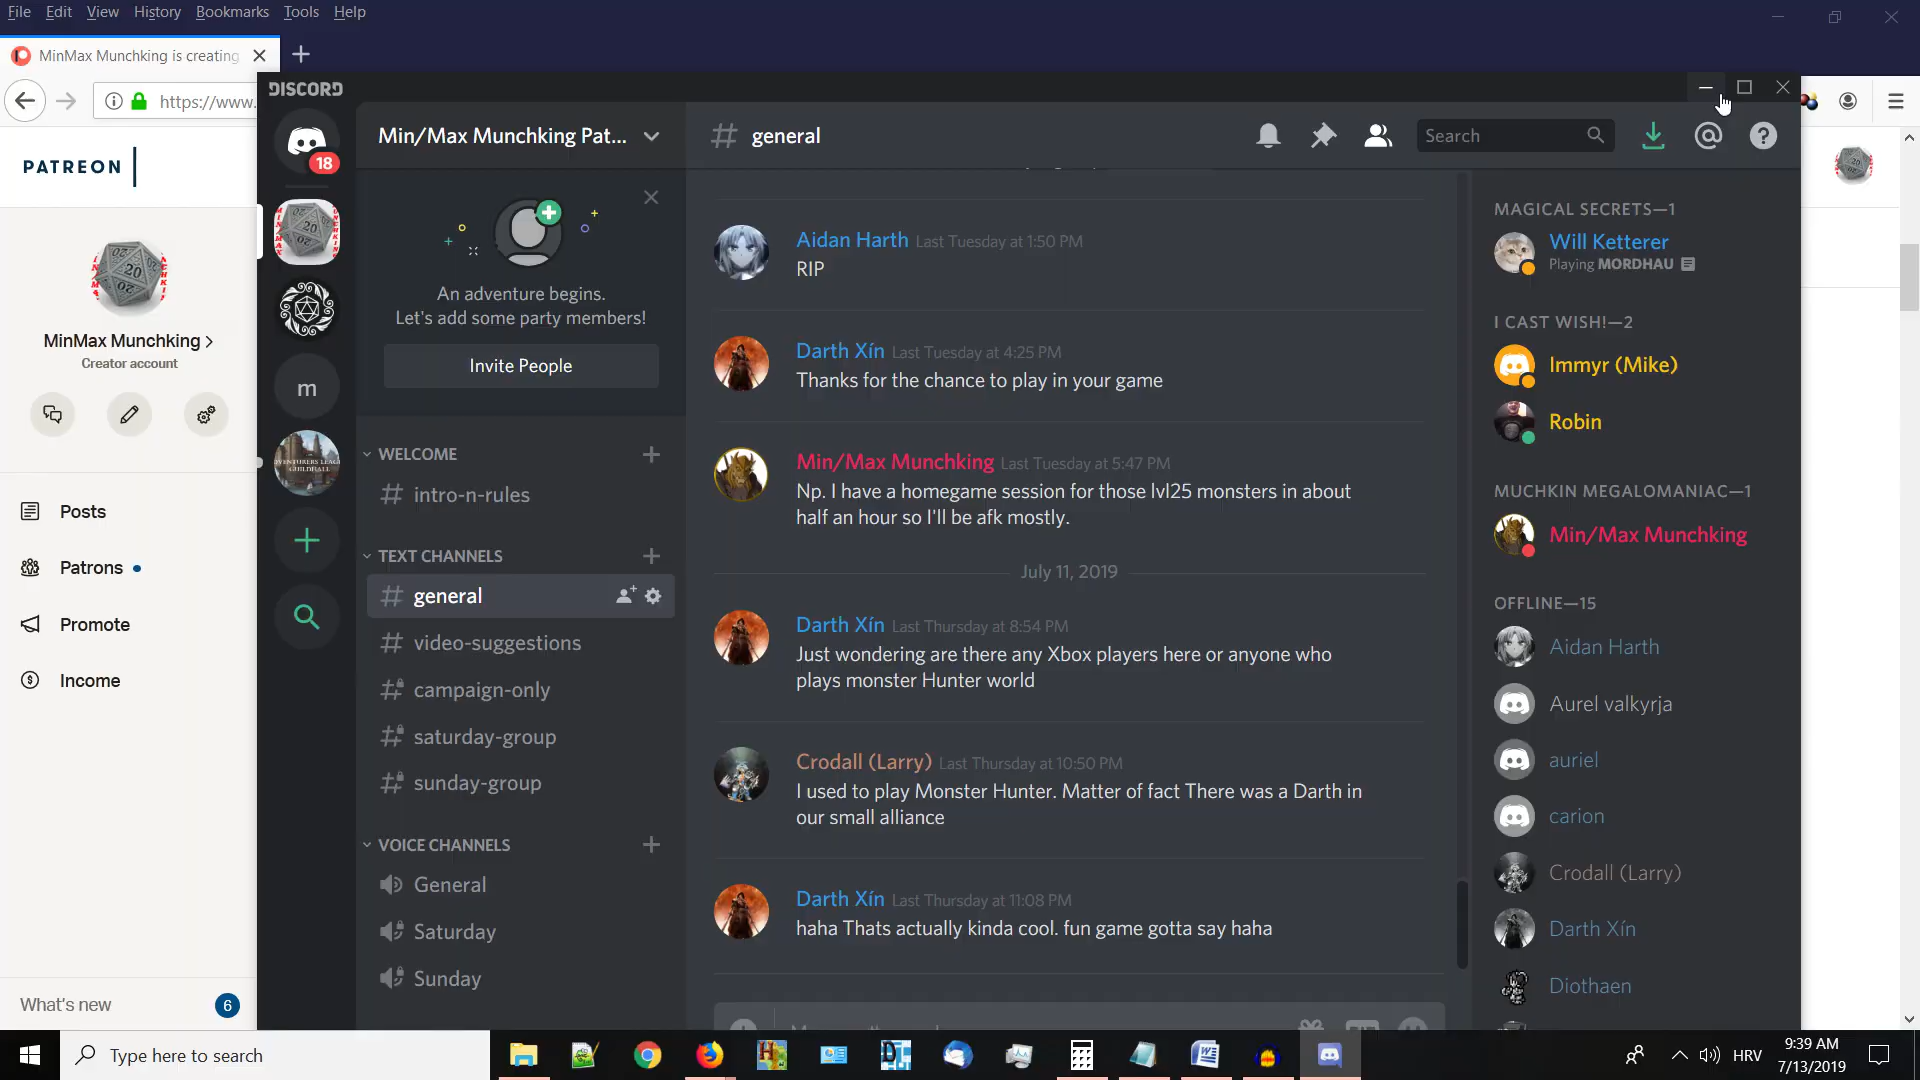 File Edit View History Bookmarks Tools Help
MinMax Munchking is creating
https://www.
DISCORD
PATREON
MinMax Munchking >
Creator account
Posts
Patrons
Promote
Income
What's new
6
18
m
Min/Max Munchking Pat...
An adventure begins.
Let's add some party members!
Invite People
WELCOME
intro-n-rules
TEXT CHANNELS
general
video-suggestions
campaign-only
saturday-group
sunday-group
VOICE CHANNELS
General
Saturday
Sunday
general
Search
Aidan Harth Last Tuesday at 1:50 PM
RIP
Darth Xín Last Tuesday at 4:25 PM
Thanks for the chance to play in your game
Min/Max Munchking Last Tuesday at 5:47 PM
Np. I have a homegame session for those lvl25 monsters in about
half an hour so I'll be afk mostly.
July 11, 2019
Darth Xín Last Thursday at 8:54 PM
Just wondering are there any Xbox players here or anyone who
plays monster Hunter world
Crodall (Larry) Last Thursday at 10:50 PM
I used to play Monster Hunter. Matter of fact There was a Darth in
our small alliance
Darth Xín Last Thursday at 11:08 PM
haha Thats actually kinda cool. fun game gotta say haha
MAGICAL SECRETS—1
Will Ketterer
Playing MORDHAU
I CAST WISH!—2
Immyr (Mike)
Robin
MUCHKIN MEGALOMANIAC—1
Min/Max Munchking
OFFLINE—15
Aidan Harth
Aurel valkyrja
auriel
carion
Crodall (Larry)
Darth Xín
Diothaen
Type here to search
HRV
9:39 AM
7/13/2019